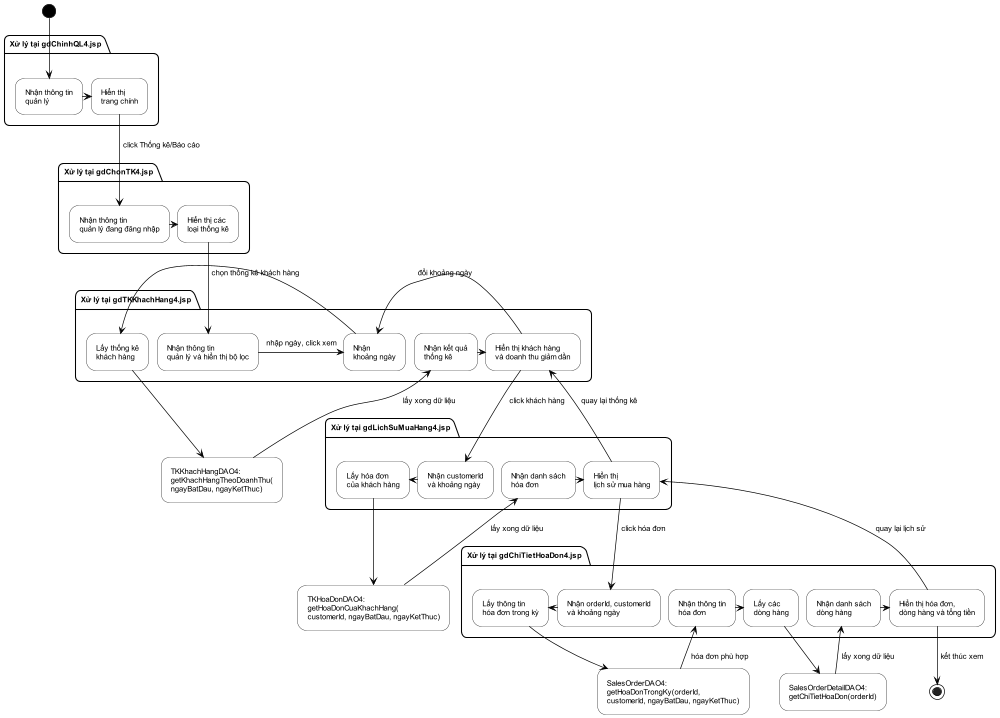 Xử lý tại gdChinhQL4.jsp
Nhận thông tin
quản lý
Hiển thị
trang chính
click Thống kê/Báo cáo
Xử lý tại gdChonTK4.jsp
Nhận thông tin
quản lý đang đăng nhập
Hiển thị các
loại thống kê
chọn thống kê khách hàng
đổi khoảng ngày
Xử lý tại gdTKKhachHang4.jsp
Lấy thống kê
khách hàng
Nhận thông tin
quản lý và hiển thị bộ lọc
nhập ngày, click xem
Nhận
khoảng ngày
Nhận kết quả
thống kê
Hiển thị khách hàng
và doanh thu giảm dần
lấy xong dữ liệu
click khách hàng
quay lại thống kê
Xử lý tại gdLichSuMuaHang4.jsp
TKKhachHangDAO4:
getKhachHangTheoDoanhThu(
ngayBatDau, ngayKetThuc)
Lấy hóa đơn
của khách hàng
Nhận customerId
và khoảng ngày
Nhận danh sách
hóa đơn
Hiển thị
lịch sử mua hàng
lấy xong dữ liệu
click hóa đơn
quay lại lịch sử
Xử lý tại gdChiTietHoaDon4.jsp
TKHoaDonDAO4:
getHoaDonCuaKhachHang(
customerId, ngayBatDau, ngayKetThuc)
Lấy thông tin
hóa đơn trong kỳ
Nhận orderId, customerId
và khoảng ngày
Nhận thông tin
hóa đơn
Lấy các
dòng hàng
Nhận danh sách
dòng hàng
Hiển thị hóa đơn,
dòng hàng và tổng tiền
hóa đơn phù hợp
lấy xong dữ liệu
kết thúc xem
SalesOrderDAO4:
getHoaDonTrongKy(orderId,
customerId, ngayBatDau, ngayKetThuc)
SalesOrderDetailDAO4:
getChiTietHoaDon(orderId)